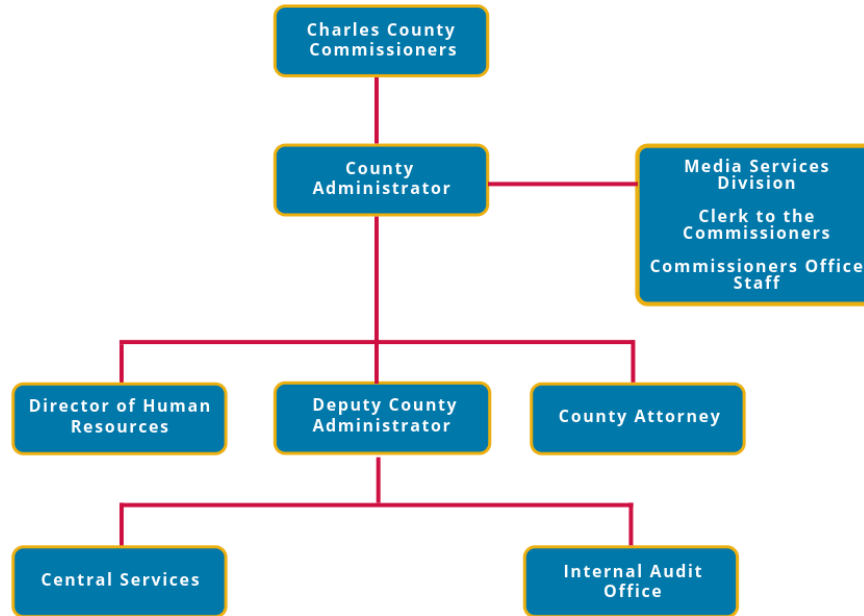 Charles County
Commissioners
County
Administrator
Media Services
Division
Clerk to the
Commissioners
Commissioners Office
Staff
Director of Human
Resources
Deputy County
Administrator
County Attorney
Central Services
Internal Audit
Office